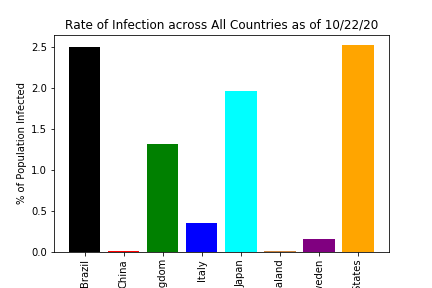 Rate of Infection across All Countries as of 10/22/20
% of Population Infected
2.5
2.0
1.5
1.0
0.5
0.0
Brazil
China
gdom
Italy
Japan
aland
veden
States